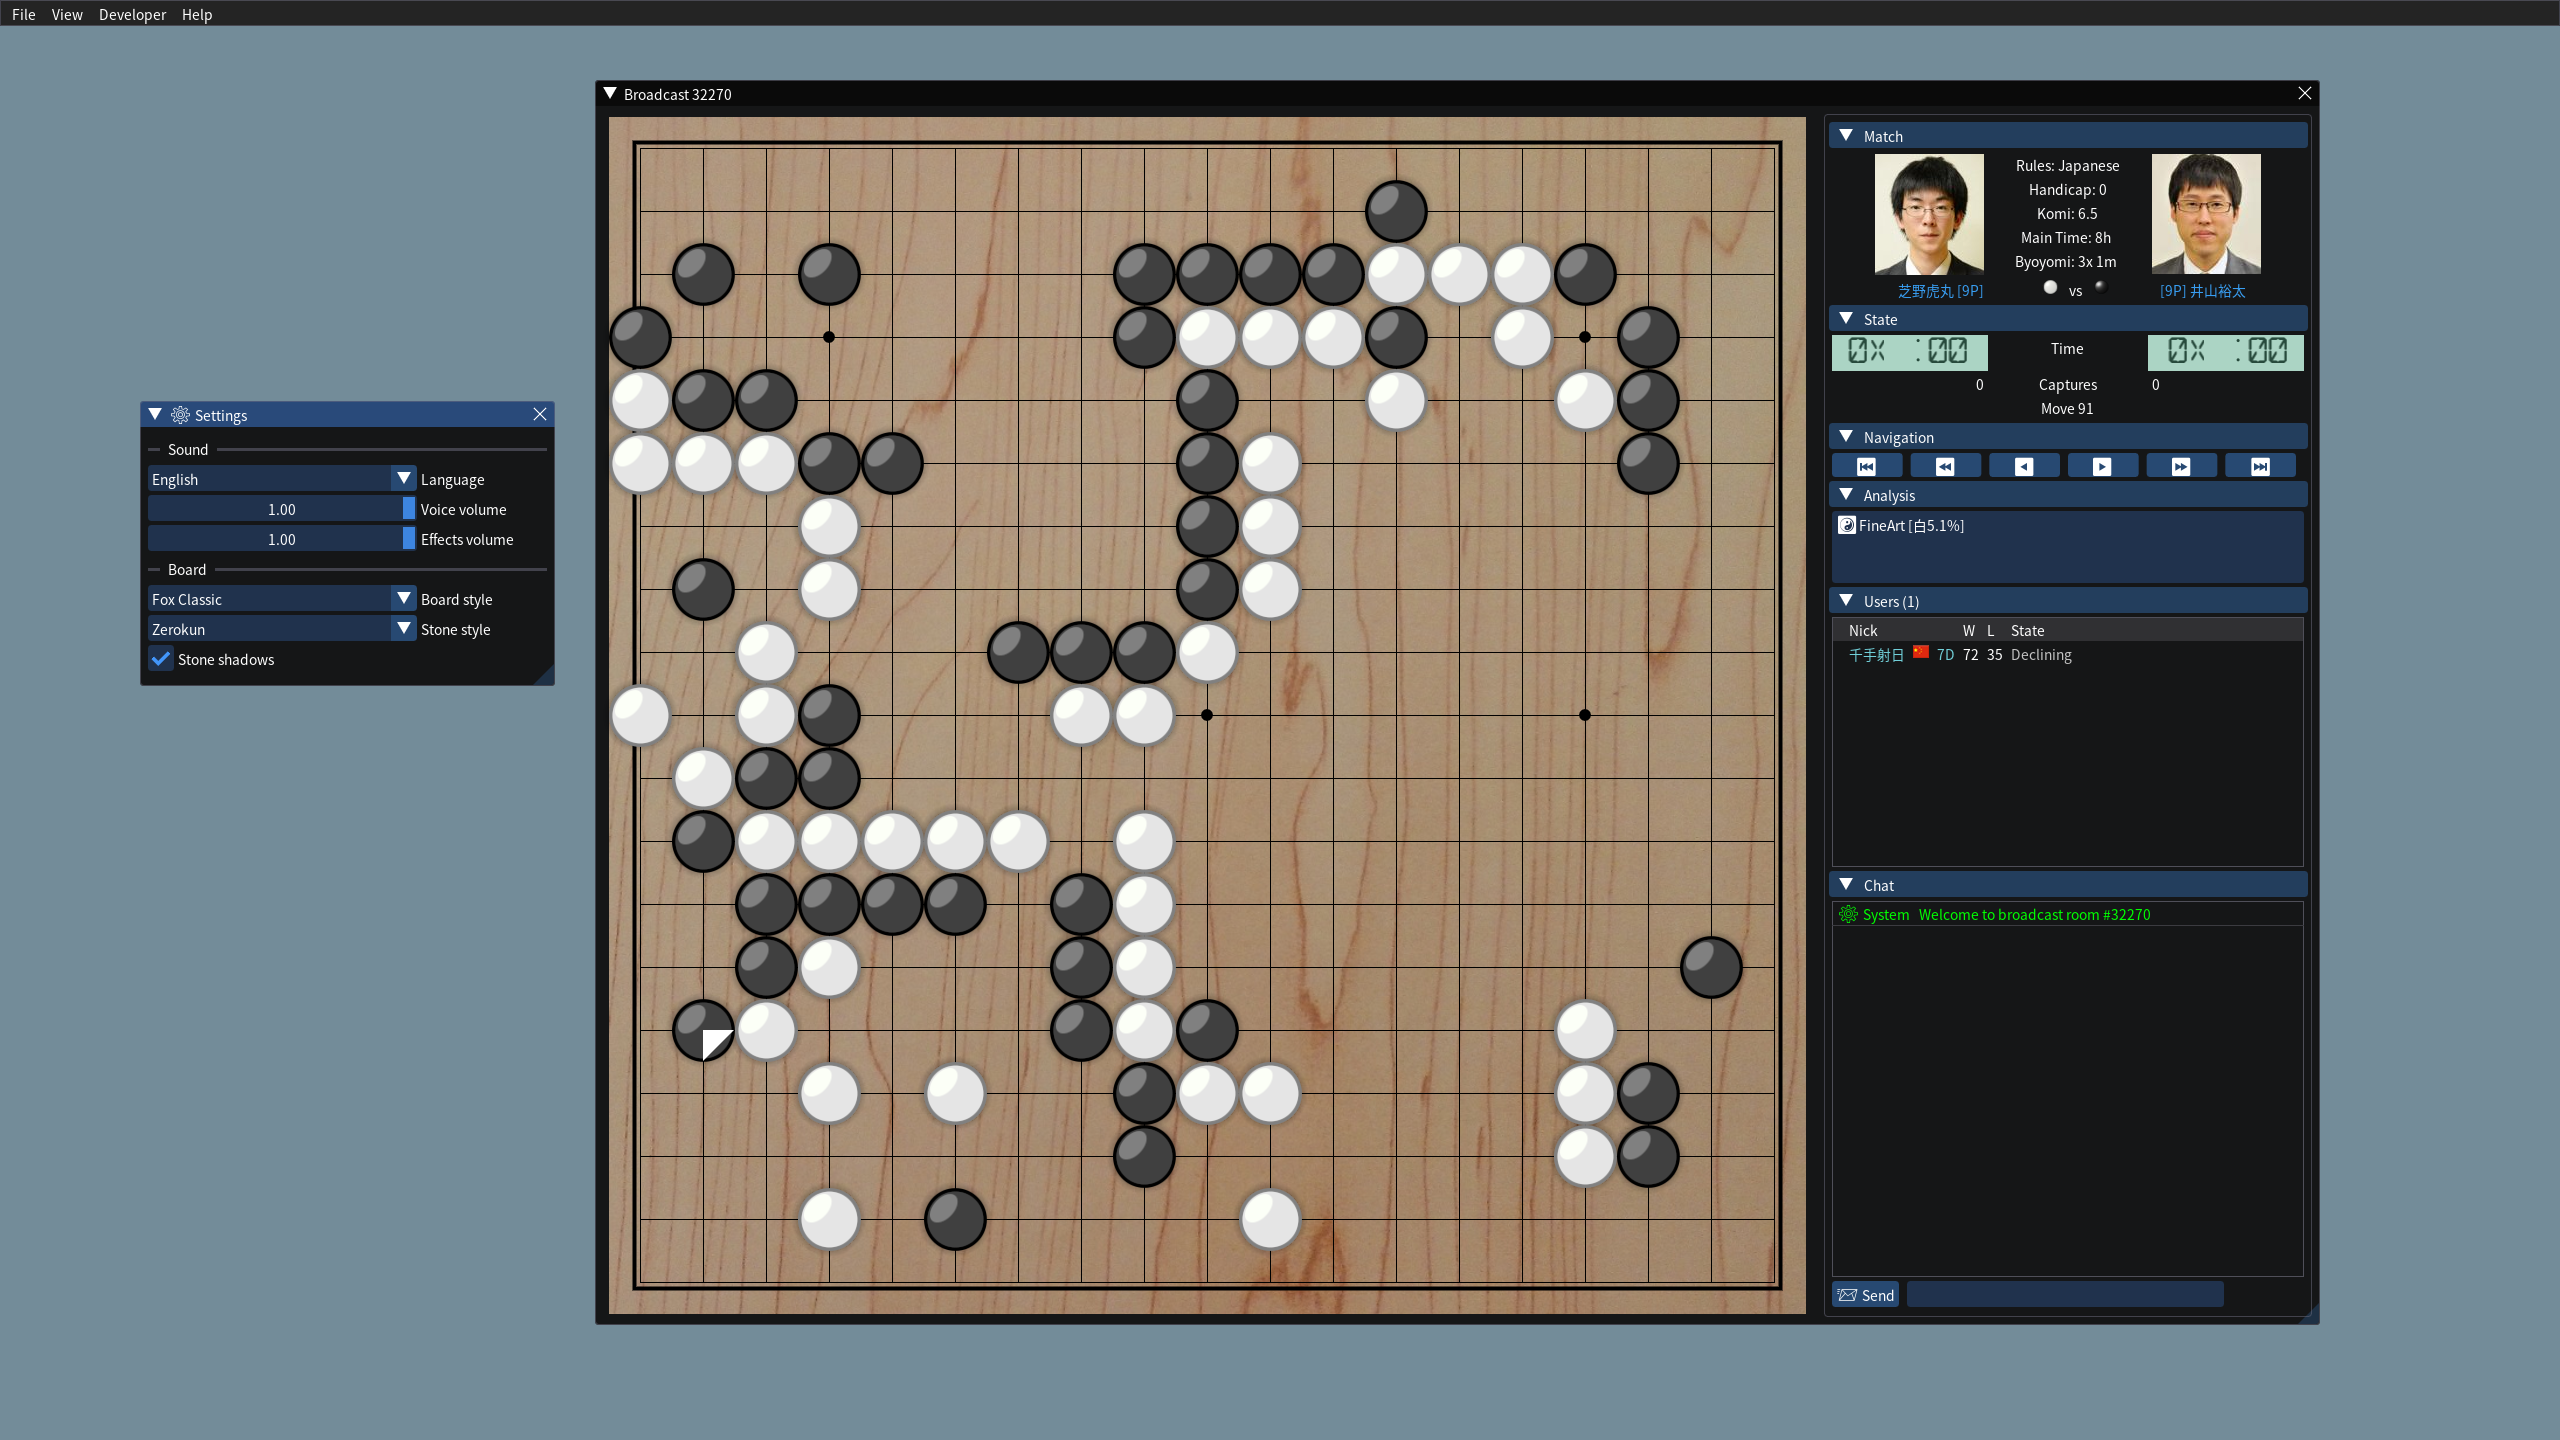 File View Developer Help
Broadcast 32270
Match
Rules: Japanese
Handicap: 0
Komi: 6.5
Main Time: 8h
Byoyomi: 3x 1m
芝野虎丸 [9P] vs [9P] 井山裕太
State
0X :00 Time 0X :00
0 Captures 0
Move 91
Navigation
Analysis
FineArt [白5.1%]
Users (1)
Nick W L State
千手射日 7D 72 35 Declining
Chat
System Welcome to broadcast room #32270
Send
Settings
Sound
English Language
1.00 Voice volume
1.00 Effects volume
Board
Fox Classic Board style
Zerokun Stone style
Stone shadows